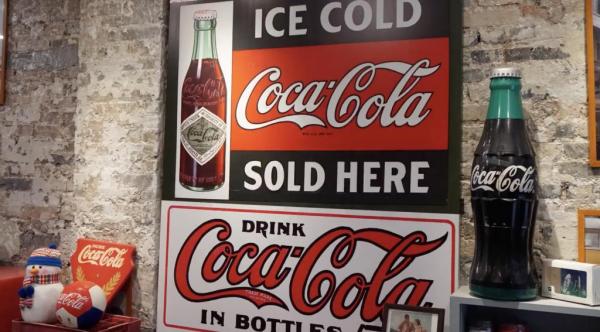 ICE COLD
Coca-Cola
Coca-Cola
SOLD HERE
Coca-Cola
DRINK
Coca-Cola
IN BOTTLES
Coca-Cola
Coca-Cola